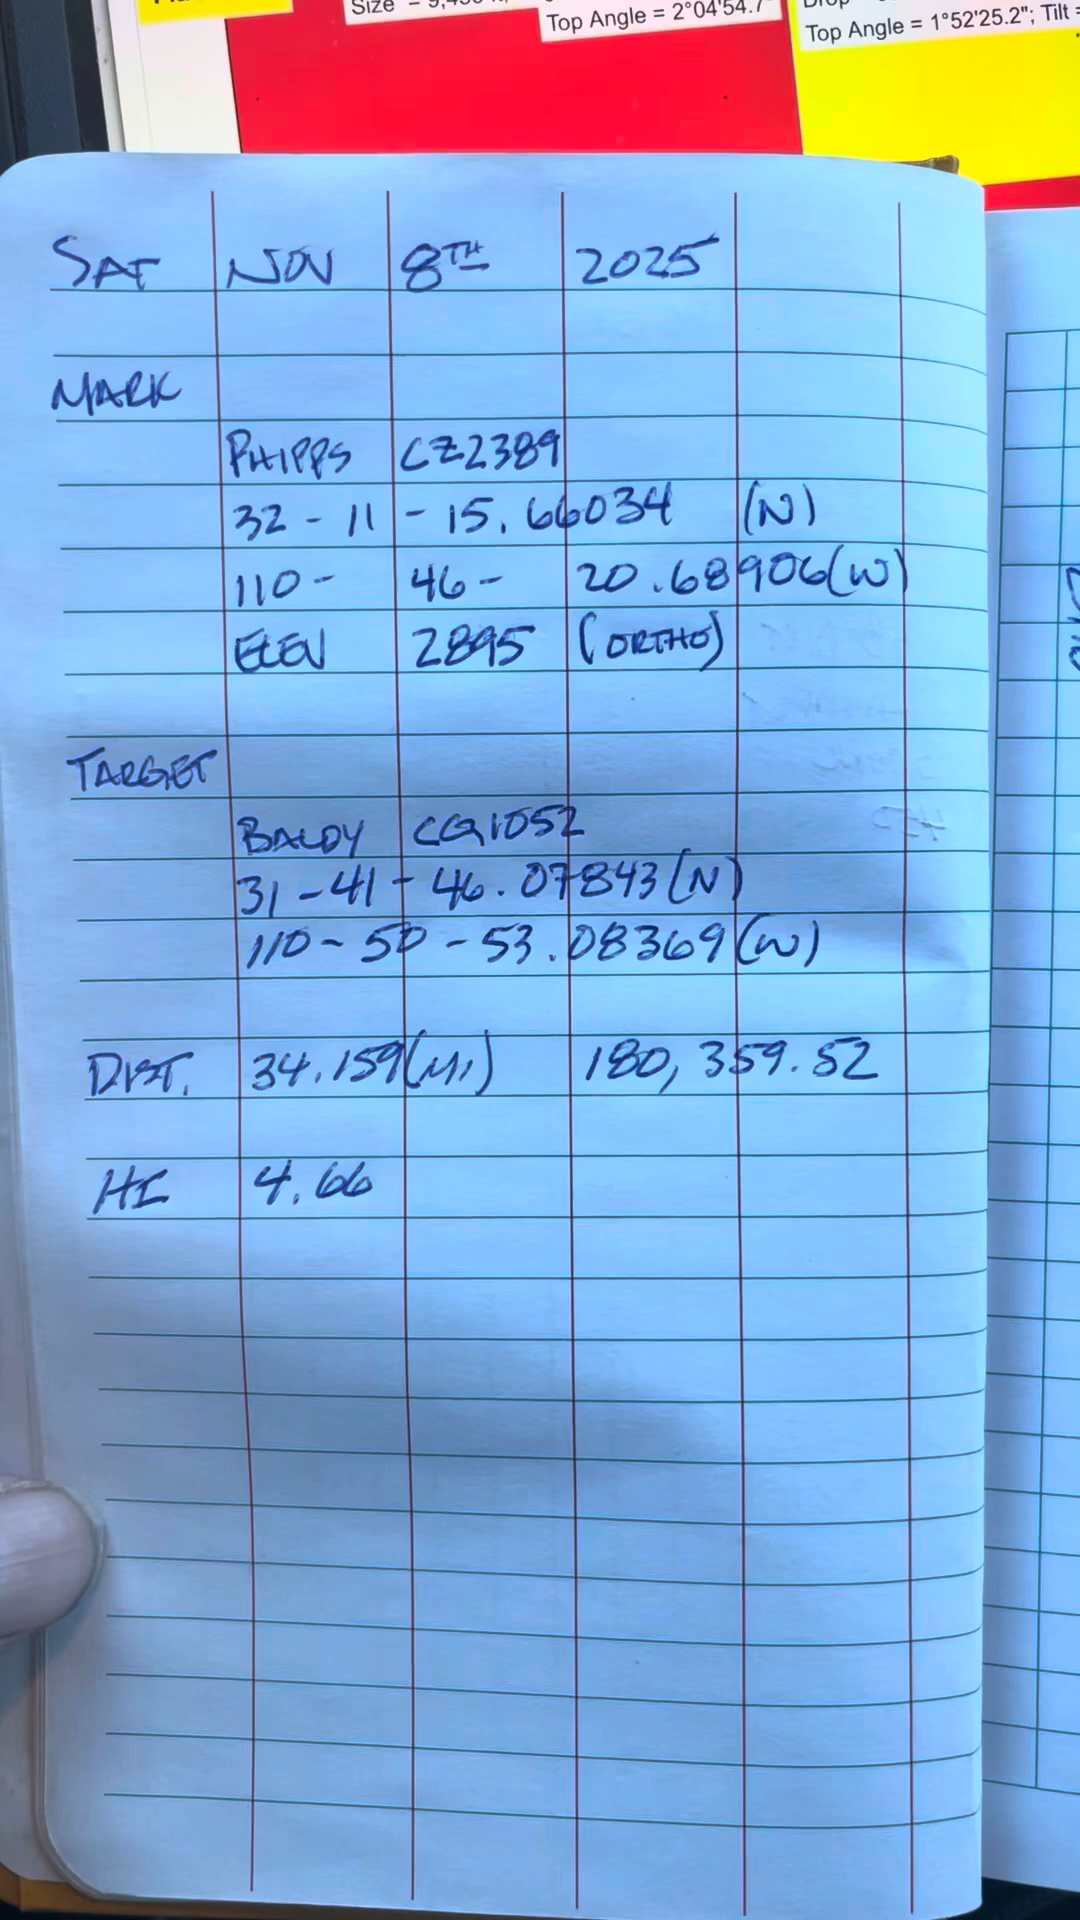 Top Angle = 2°04'54.7"
Top Angle = 1°52'25.2"; Tilt =
SAT NOV 8TH 2025
MARK
PHIPPS CZ2389
32 - 11 - 15.66034 (N)
110 - 46 - 20.68906 (W)
ELEV 2895 (ORTHO)
TARGET
BALDY CG1052
31 - 41 - 46.07843 (N)
110 - 50 - 53.08369 (W)
DIST. 34.159 (MI) 180,359.52
HI 4.66